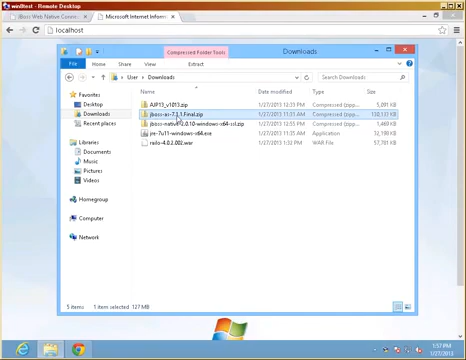 win8test - Remote Desktop
JBoss Web Native Connec
Microsoft Internet Inform
localhost
Compressed Folder Tools
Downloads
File
Home
Share
View
Extract
User
Downloads
Search Downloads
Name
Date modified
Type
Size
Favorites
Desktop
Downloads
Recent places
Libraries
Documents
Music
Pictures
Videos
Homegroup
Computer
Network
AJP13_v1013.zip 1/27/2013 12:33 PM Compressed (zipp... 5,091 KB
jboss-as-7.1.1.Final.zip 1/27/2013 11:31 AM Compressed (zipp... 130,133 KB
jboss-native-2.0.10-windows-x64-ssl.zip 1/27/2013 12:55 PM Compressed (zipp... 1,469 KB
jre-7u11-windows-x64.exe 1/27/2013 11:35 AM Application 32,190 KB
railo-4.0.2.002.war 1/27/2013 1:32 PM WAR File 57,701 KB
5 items
1 item selected 127 MB
1:57 PM
1/27/2013